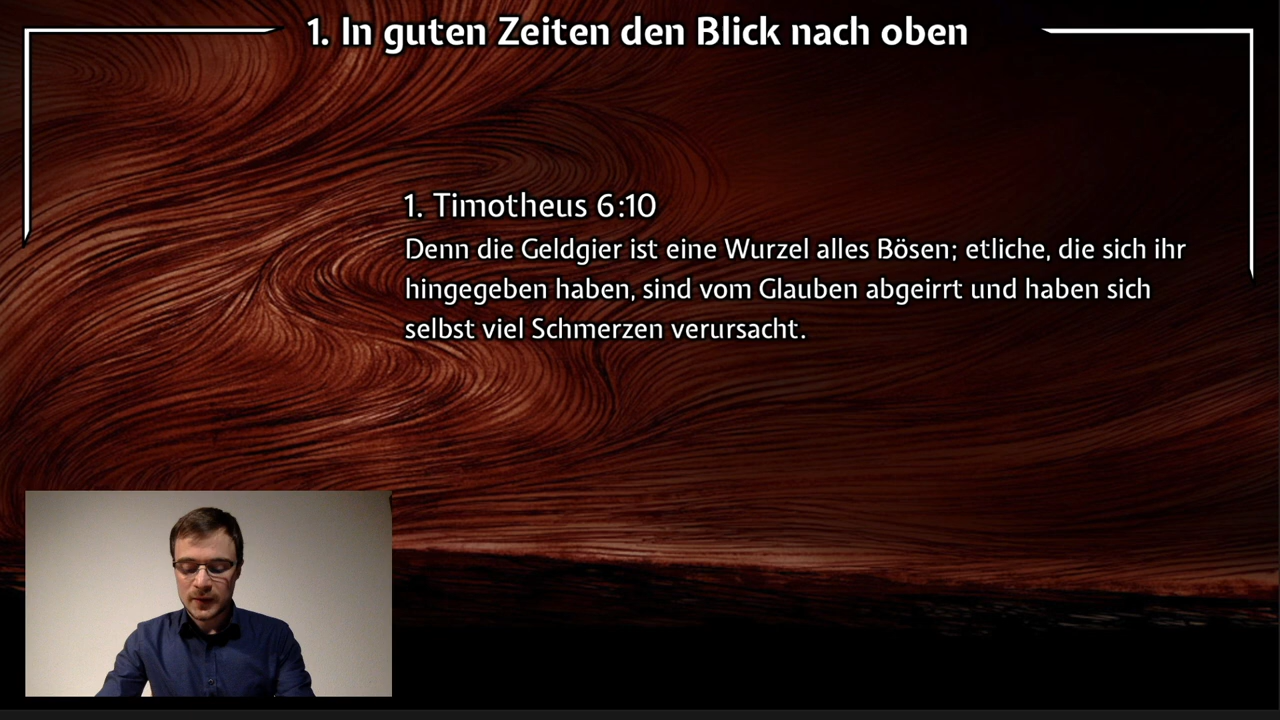 1. In guten Zeiten den Blick nach oben
1. Timotheus 6:10
Denn die Geldgier ist eine Wurzel alles Bösen; etliche, die sich ihr
hingegeben haben, sind vom Glauben abgeirrt und haben sich
selbst viel Schmerzen verursacht.